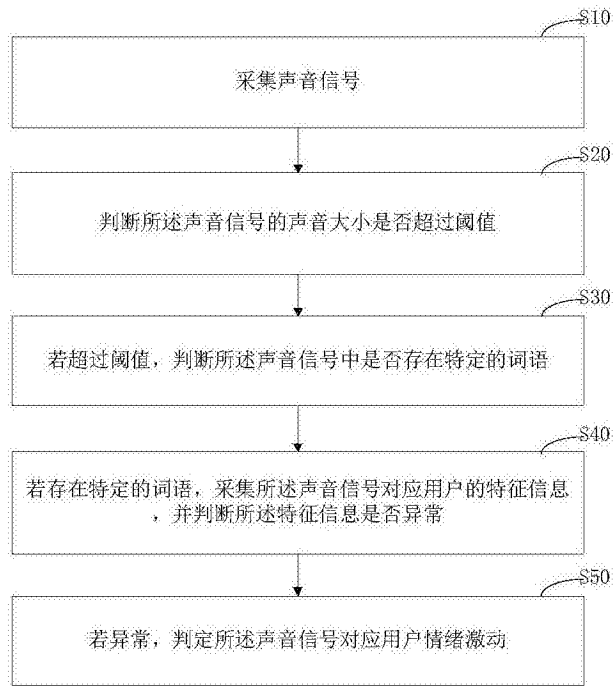 S10
采集声音信号
S20
判断所述声音信号的声音大小是否超过阈值
S30
若超过阈值，判断所述声音信号中是否存在特定的词语
S40
若存在特定的词语，采集所述声音信号对应用户的特征信息
，并判断所述特征信息是否异常
S50
若异常，判定所述声音信号对应用户情绪激动